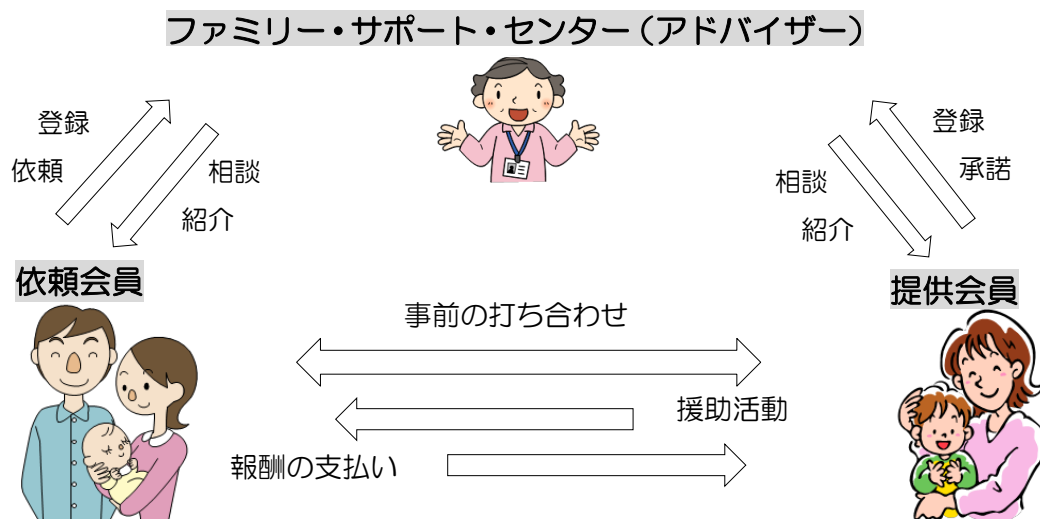 ファミリー・サポート・センター(アドバイザー)
登録
依頼
相談
紹介
登録
承諾
相談
紹介
依頼会員
提供会員
事前の打ち合わせ
援助活動
報酬の支払い